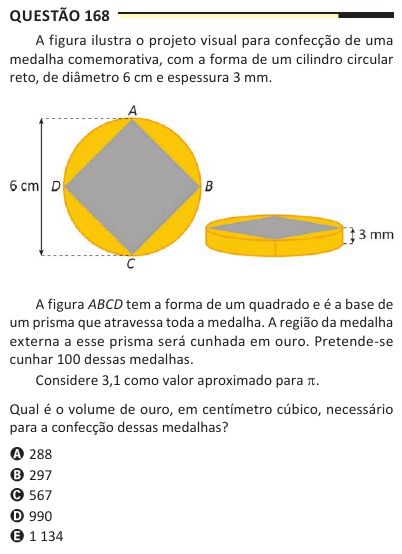 QUESTÃO 168
A figura ilustra o projeto visual para confecção de uma
medalha comemorativa, com a forma de um cilindro circular
reto, de diâmetro 6 cm e espessura 3 mm.
A
6 cm
D
B
3 mm
C
A figura ABCD tem a forma de um quadrado e é a base de
um prisma que atravessa toda a medalha. A região da medalha
externa a esse prisma será cunhada em ouro. Pretende-se
cunhar 100 dessas medalhas.
Considere 3,1 como valor aproximado para π.
Qual é o volume de ouro, em centímetro cúbico, necessário
para a confecção dessas medalhas?
A 288
B 297
C 567
D 990
E 1 134